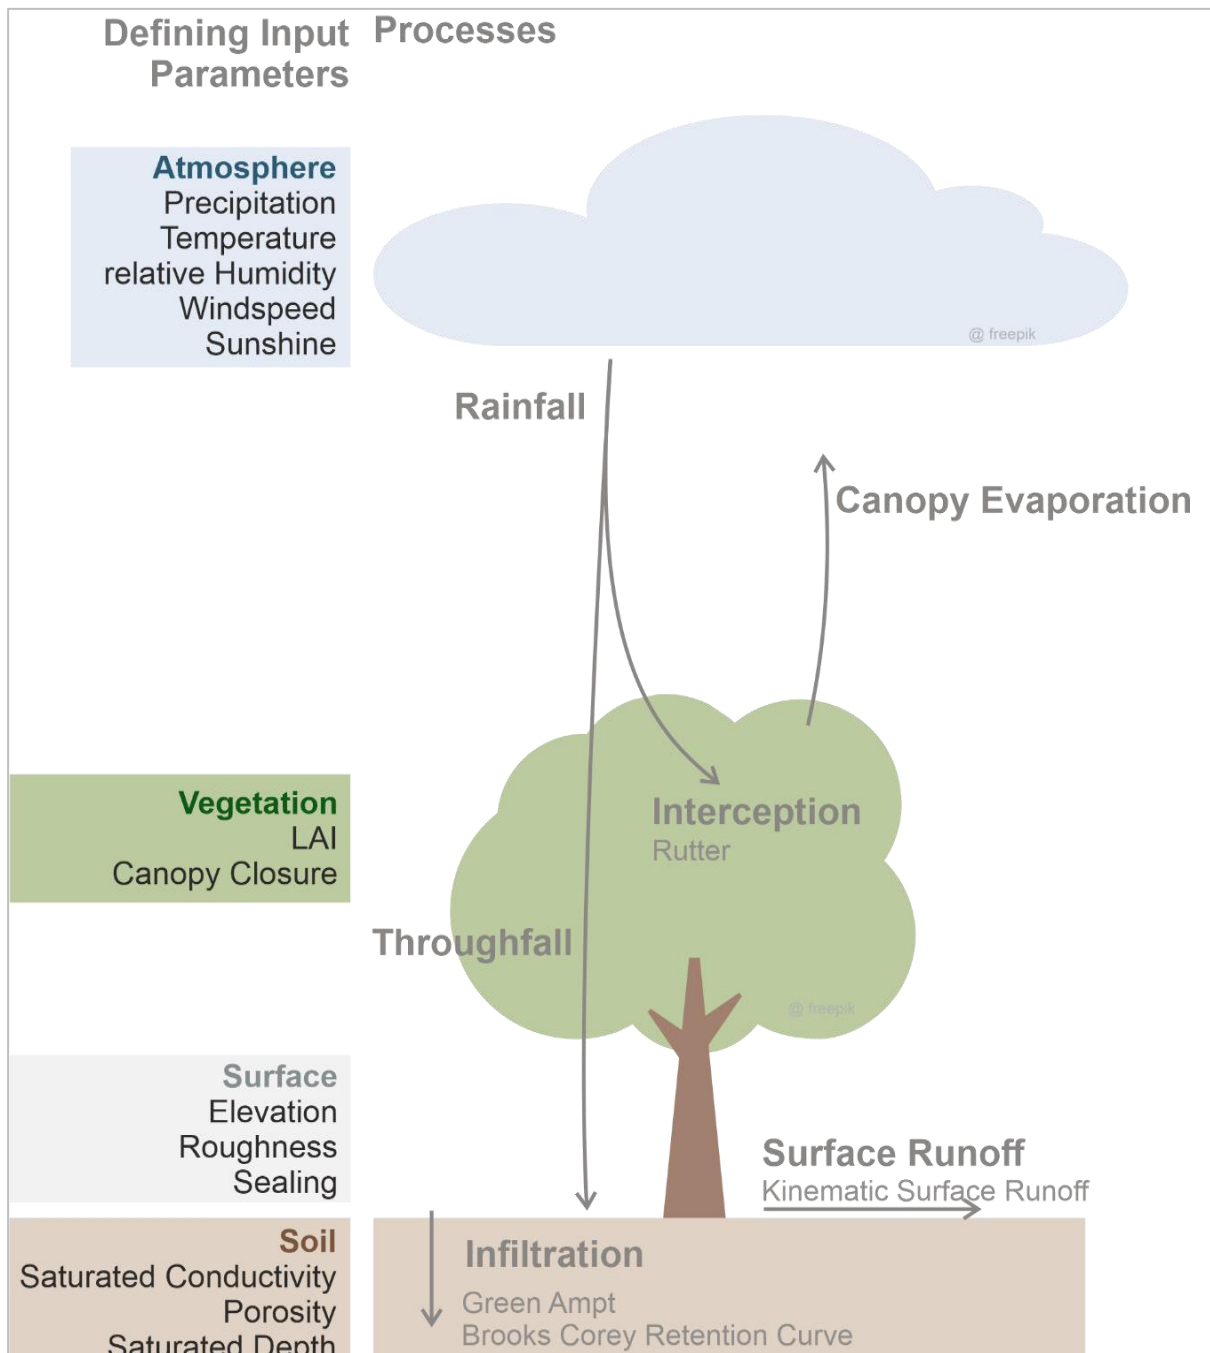 Defining Input
Parameters
Processes
Atmosphere
Precipitation
Temperature
relative Humidity
Windspeed
Sunshine
@ freepik
Rainfall
Canopy Evaporation
Vegetation
LAI
Canopy Closure
Interception
Rutter
Throughfall
@ freepik
Surface
Elevation
Roughness
Sealing
Surface Runoff
Kinematic Surface Runoff
Soil
Saturated Conductivity
Porosity
Saturated Depth
Infiltration
Green Ampt
Brooks Corey Retention Curve